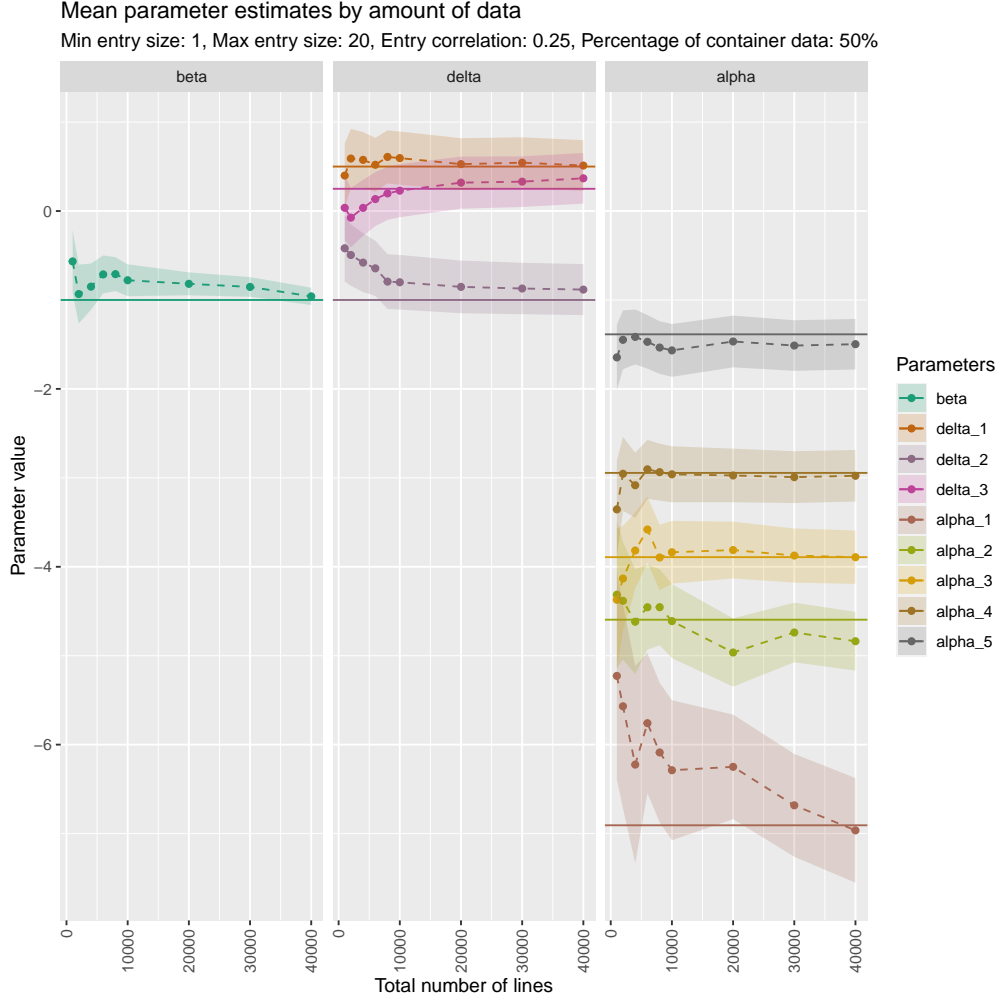 Mean parameter estimates by amount of data
Min entry size: 1, Max entry size: 20, Entry correlation: 0.25, Percentage of container data: 50%
beta
delta
alpha
Parameter value
0
−2
−4
−6
0
10000
20000
30000
40000
0
10000
20000
30000
40000
0
10000
20000
30000
40000
Total number of lines
Parameters
beta
delta_1
delta_2
delta_3
alpha_1
alpha_2
alpha_3
alpha_4
alpha_5